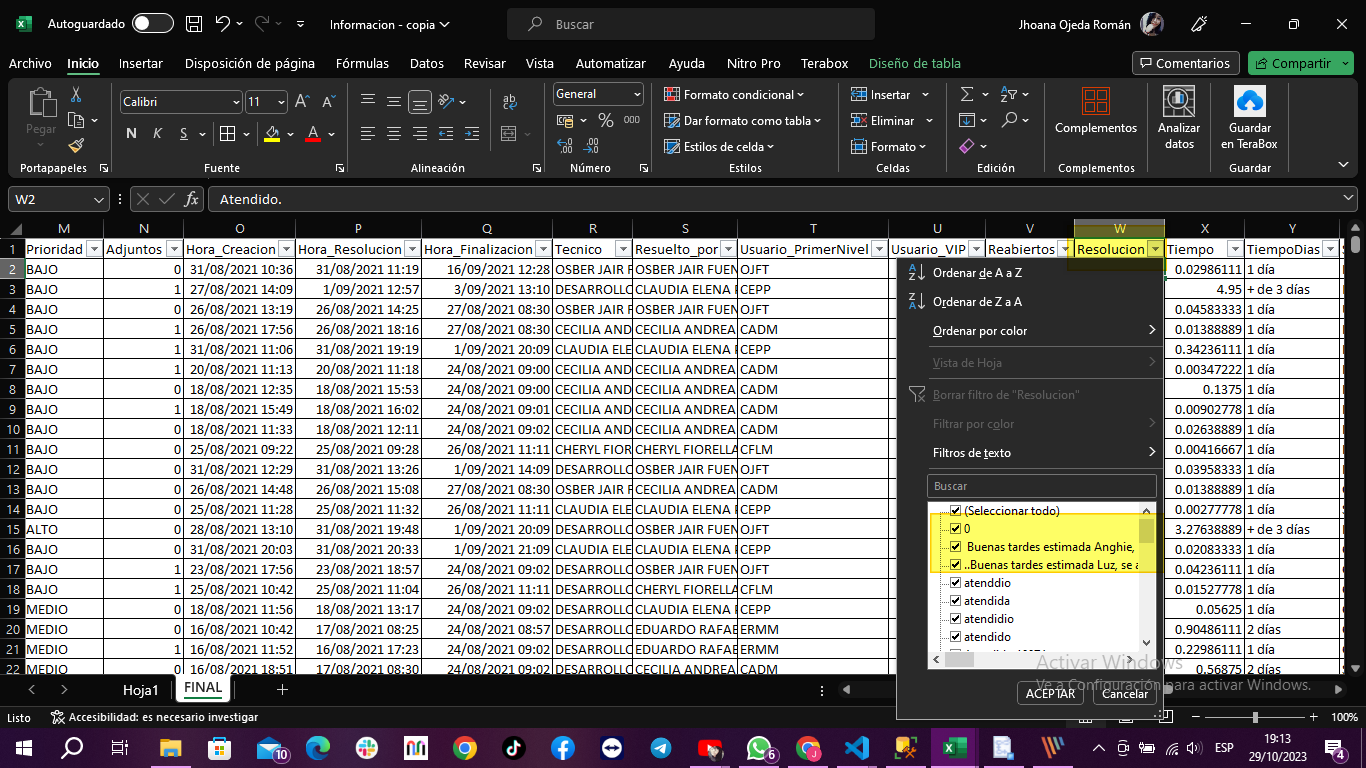 Autoguardado Informacion - copia Buscar Jhoana Ojeda Román
Archivo Inicio Insertar Disposición de página Fórmulas Datos Revisar Vista Automatizar Ayuda Nitro Pro Terabox Diseño de tabla Comentarios Compartir
Pegar Calibri 11 General Formato condicional Insertar Complementos Analizar datos Guardar en TeraBox
N K S A % 000 Dar formato como tabla Eliminar
Estilos de celda Formato
Portapapeles Fuente Alineación Número Estilos Celdas Edición Complementos Guardar
W2 fx Atendido.
M N O P Q R S T U V W X Y
1 Prioridad Adjuntos Hora_Creacion Hora_Resolucion Hora_Finalizacion Tecnico Resuelto_por Usuario_PrimerNivel Usuario_VIP Reabiertos Resolucion Tiempo TiempoDias
2 BAJO 0 31/08/2021 10:36 31/08/2021 11:19 16/09/2021 12:28 OSBER JAIR F OSBER JAIR FUEN OJFT 0.02986111 1 día
3 BAJO 1 27/08/2021 14:09 1/09/2021 12:57 3/09/2021 13:10 DESARROLLO CLAUDIA ELENA CEPP 4.95 + de 3 días
4 BAJO 0 26/08/2021 13:19 26/08/2021 14:25 27/08/2021 08:30 OSBER JAIR F OSBER JAIR FUEN OJFT 0.04583333 1 día
5 BAJO 1 26/08/2021 17:56 26/08/2021 18:16 27/08/2021 08:30 CECILIA AND CECILIA ANDREA CADM 0.01388889 1 día
6 BAJO 1 31/08/2021 11:06 31/08/2021 19:19 1/09/2021 20:09 CLAUDIA ELE CLAUDIA ELENA CEPP 0.34236111 1 día
7 BAJO 1 20/08/2021 11:13 20/08/2021 11:18 24/08/2021 09:00 CECILIA AND CECILIA ANDREA CADM 0.00347222 1 día
8 BAJO 0 18/08/2021 12:35 18/08/2021 15:53 24/08/2021 09:00 CECILIA AND CECILIA ANDREA CADM 0.1375 1 día
9 BAJO 1 18/08/2021 15:49 18/08/2021 16:02 24/08/2021 09:01 CECILIA AND CECILIA ANDREA CADM 0.00902778 1 día
10 BAJO 0 18/08/2021 11:33 18/08/2021 12:11 24/08/2021 09:02 CECILIA AND CECILIA ANDREA CADM 0.02638889 1 día
11 BAJO 0 25/08/2021 09:22 25/08/2021 09:28 26/08/2021 11:11 CHERYL FIOR CHERYL FIORELLA CFLM 0.00416667 1 día
12 BAJO 0 31/08/2021 12:29 31/08/2021 13:26 1/09/2021 14:09 DESARROLLO OSBER JAIR FUEN OJFT 0.03958333 1 día
13 BAJO 0 26/08/2021 14:48 26/08/2021 15:08 27/08/2021 08:30 OSBER JAIR F CECILIA ANDREA CADM 0.01388889 1 día
14 BAJO 0 25/08/2021 11:28 25/08/2021 11:32 26/08/2021 11:11 CLAUDIA ELE CLAUDIA ELENA CEPP 0.00277778 1 día
15 ALTO 0 28/08/2021 13:10 31/08/2021 19:48 1/09/2021 20:09 DESARROLLO OSBER JAIR FUEN OJFT 3.27638889 + de 3 días
16 BAJO 0 31/08/2021 20:03 31/08/2021 20:33 1/09/2021 21:09 CLAUDIA ELE CLAUDIA ELENA CEPP 0.02083333 1 día
17 BAJO 1 23/08/2021 17:56 23/08/2021 18:57 24/08/2021 09:02 OSBER JAIR F OSBER JAIR FUEN OJFT 0.04236111 1 día
18 BAJO 1 25/08/2021 10:42 25/08/2021 11:04 26/08/2021 11:11 DESARROLLO CHERYL FIORELLA CFLM 0.01527778 1 día
19 MEDIO 0 18/08/2021 11:56 18/08/2021 13:17 24/08/2021 09:02 DESARROLLO CLAUDIA ELENA CEPP 0.05625 1 día
20 MEDIO 0 16/08/2021 10:42 17/08/2021 08:25 24/08/2021 08:57 DESARROLLO EDUARDO RAFAE ERMM 0.90486111 2 días
21 MEDIO 1 16/08/2021 11:52 16/08/2021 17:23 24/08/2021 09:02 DESARROLLO EDUARDO RAFAE ERMM 0.22986111 1 día
22 MEDIO 0 16/08/2021 18:51 17/08/2021 08:30 24/08/2021 09:02 DESARROLLO CECILIA ANDREA CADM 0.56875 2 días
Ordenar de A a Z
Ordenar de Z a A
Ordenar por color
Vista de Hoja
Borrar filtro de "Resolucion"
Filtrar por color
Filtros de texto
Buscar
(Seleccionar todo)
0
Buenas tardes estimada Anghie,
..Buenas tardes estimada Luz, se a
atenddio
atendida
atendidio
atendido
ACEPTAR Cancelar
Activar Windows
Ve a Configuración para activar Windows.
Hoja1 FINAL
Listo Accesibilidad: es necesario investigar 100%
10 6 ESP 19:13 29/10/2023 4